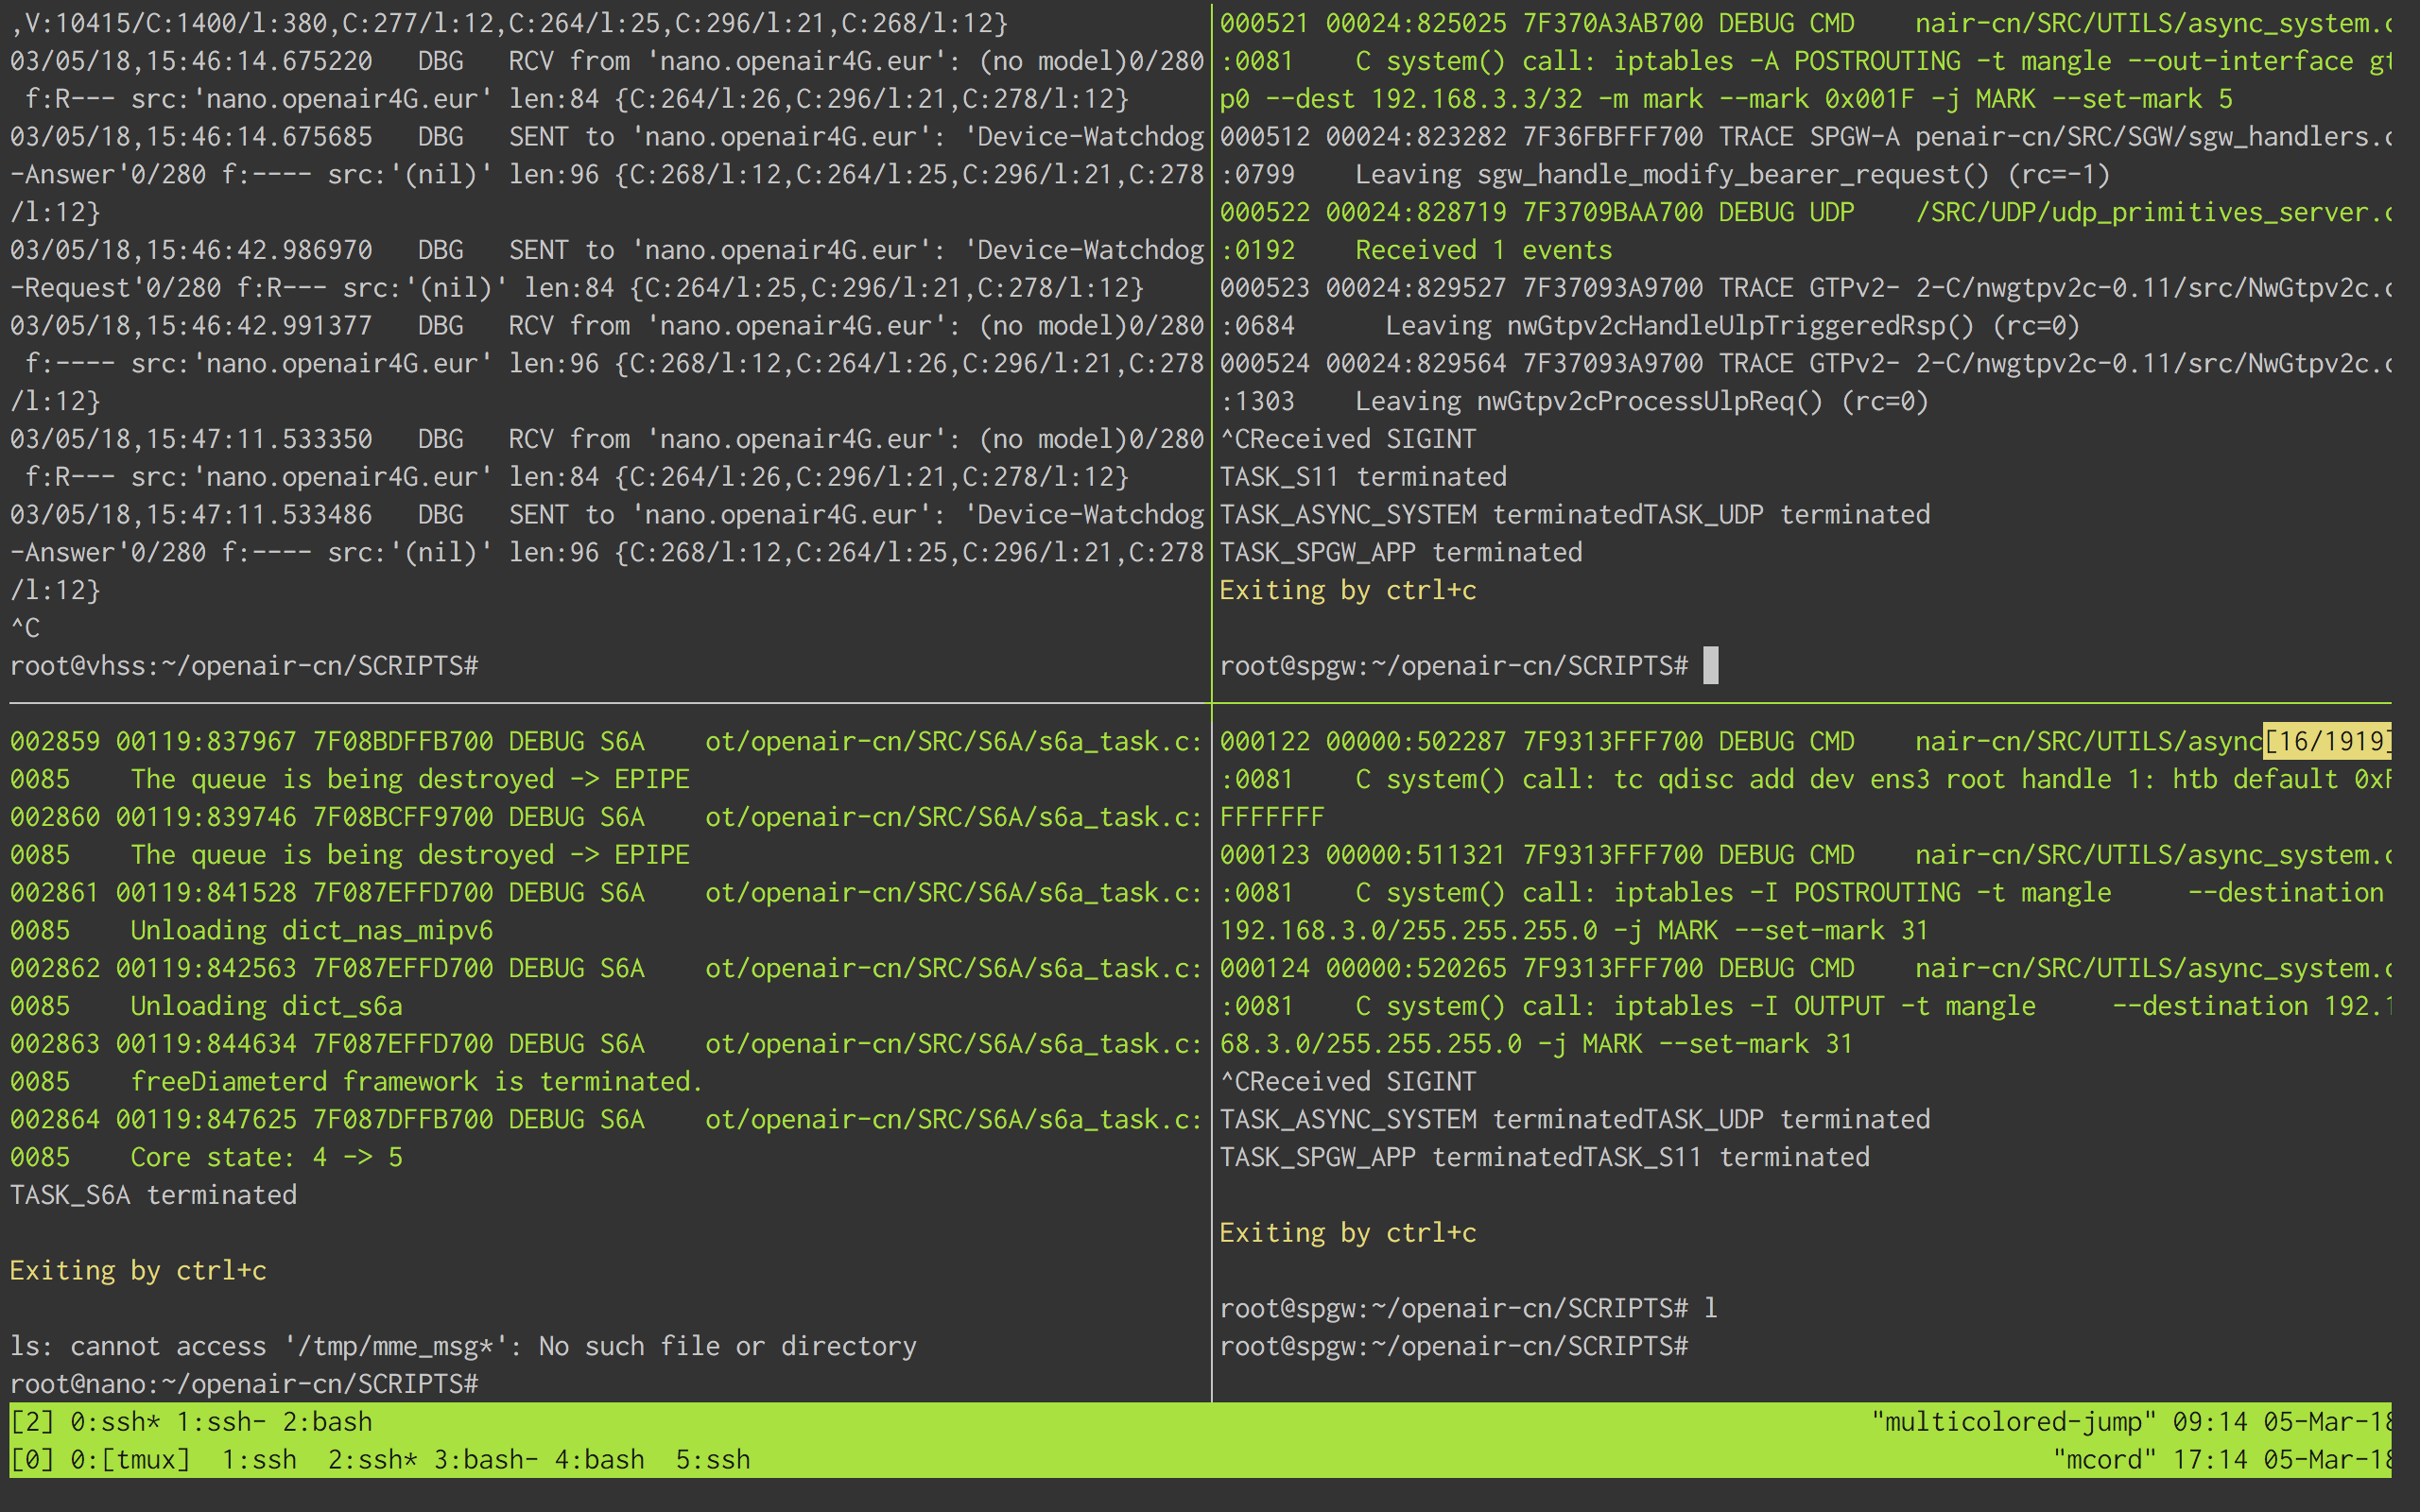 ,V:10415/C:1400/l:380,C:277/l:12,C:264/l:25,C:296/l:21,C:268/l:12}
03/05/18,15:46:14.675220   DBG   RCV from 'nano.openair4G.eur': (no model)0/280
 f:R--- src:'nano.openair4G.eur' len:84 {C:264/l:26,C:296/l:21,C:278/l:12}
03/05/18,15:46:14.675685   DBG   SENT to 'nano.openair4G.eur': 'Device-Watchdog
-Answer'0/280 f:---- src:'(nil)' len:96 {C:268/l:12,C:264/l:25,C:296/l:21,C:278
/l:12}
03/05/18,15:46:42.986970   DBG   SENT to 'nano.openair4G.eur': 'Device-Watchdog
-Request'0/280 f:R--- src:'(nil)' len:84 {C:264/l:25,C:296/l:21,C:278/l:12}
03/05/18,15:46:42.991377   DBG   RCV from 'nano.openair4G.eur': (no model)0/280
 f:---- src:'nano.openair4G.eur' len:96 {C:268/l:12,C:264/l:26,C:296/l:21,C:278
/l:12}
03/05/18,15:47:11.533350   DBG   RCV from 'nano.openair4G.eur': (no model)0/280
 f:R--- src:'nano.openair4G.eur' len:84 {C:264/l:26,C:296/l:21,C:278/l:12}
03/05/18,15:47:11.533486   DBG   SENT to 'nano.openair4G.eur': 'Device-Watchdog
-Answer'0/280 f:---- src:'(nil)' len:96 {C:268/l:12,C:264/l:25,C:296/l:21,C:278
/l:12}
^C
root@vhss:~/openair-cn/SCRIPTS#
000521 00024:825025 7F370A3AB700 DEBUG CMD    nair-cn/SRC/UTILS/async_system.c
:0081    C system() call: iptables -A POSTROUTING -t mangle --out-interface gt
p0 --dest 192.168.3.3/32 -m mark --mark 0x001F -j MARK --set-mark 5
000512 00024:823282 7F36FBFFF700 TRACE SPGW-A penair-cn/SRC/SGW/sgw_handlers.c
:0799    Leaving sgw_handle_modify_bearer_request() (rc=-1)
000522 00024:828719 7F3709BAA700 DEBUG UDP    /SRC/UDP/udp_primitives_server.c
:0192    Received 1 events
000523 00024:829527 7F37093A9700 TRACE GTPv2- 2-C/nwgtpv2c-0.11/src/NwGtpv2c.c
:0684      Leaving nwGtpv2cHandleUlpTriggeredRsp() (rc=0)
000524 00024:829564 7F37093A9700 TRACE GTPv2- 2-C/nwgtpv2c-0.11/src/NwGtpv2c.c
:1303    Leaving nwGtpv2cProcessUlpReq() (rc=0)
^CReceived SIGINT
TASK_S11 terminated
TASK_ASYNC_SYSTEM terminatedTASK_UDP terminated
TASK_SPGW_APP terminated
Exiting by ctrl+c
root@spgw:~/openair-cn/SCRIPTS#
002859 00119:837967 7F08BDFFB700 DEBUG S6A    ot/openair-cn/SRC/S6A/s6a_task.c:
0085    The queue is being destroyed -> EPIPE
002860 00119:839746 7F08BCFF9700 DEBUG S6A    ot/openair-cn/SRC/S6A/s6a_task.c:
0085    The queue is being destroyed -> EPIPE
002861 00119:841528 7F087EFFD700 DEBUG S6A    ot/openair-cn/SRC/S6A/s6a_task.c:
0085    Unloading dict_nas_mipv6
002862 00119:842563 7F087EFFD700 DEBUG S6A    ot/openair-cn/SRC/S6A/s6a_task.c:
0085    Unloading dict_s6a
002863 00119:844634 7F087EFFD700 DEBUG S6A    ot/openair-cn/SRC/S6A/s6a_task.c:
0085    freeDiameterd framework is terminated.
002864 00119:847625 7F087DFFB700 DEBUG S6A    ot/openair-cn/SRC/S6A/s6a_task.c:
0085    Core state: 4 -> 5
TASK_S6A terminated
Exiting by ctrl+c
ls: cannot access '/tmp/mme_msg*': No such file or directory
root@nano:~/openair-cn/SCRIPTS#
000122 00000:502287 7F9313FFF700 DEBUG CMD    nair-cn/SRC/UTILS/async[16/1919]
:0081    C system() call: tc qdisc add dev ens3 root handle 1: htb default 0xF
FFFFFFF
000123 00000:511321 7F9313FFF700 DEBUG CMD    nair-cn/SRC/UTILS/async_system.c
:0081    C system() call: iptables -I POSTROUTING -t mangle     --destination
192.168.3.0/255.255.255.0 -j MARK --set-mark 31
000124 00000:520265 7F9313FFF700 DEBUG CMD    nair-cn/SRC/UTILS/async_system.c
:0081    C system() call: iptables -I OUTPUT -t mangle     --destination 192.1
68.3.0/255.255.255.0 -j MARK --set-mark 31
^CReceived SIGINT
TASK_ASYNC_SYSTEM terminatedTASK_UDP terminated
TASK_SPGW_APP terminatedTASK_S11 terminated
Exiting by ctrl+c
root@spgw:~/openair-cn/SCRIPTS# l
root@spgw:~/openair-cn/SCRIPTS#
[2] 0:ssh* 1:ssh- 2:bash "multicolored-jump" 09:14 05-Mar-18
[0] 0:[tmux]  1:ssh  2:ssh* 3:bash- 4:bash  5:ssh "mcord" 17:14 05-Mar-18